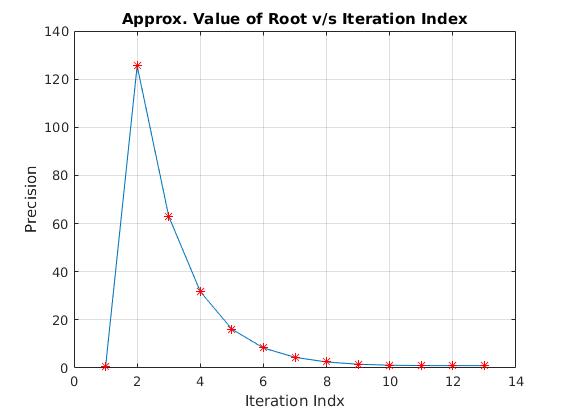 Approx. Value of Root v/s Iteration Index
Precision
140
120
100
80
60
40
20
0
0 2 4 6 8 10 12 14
Iteration Indx